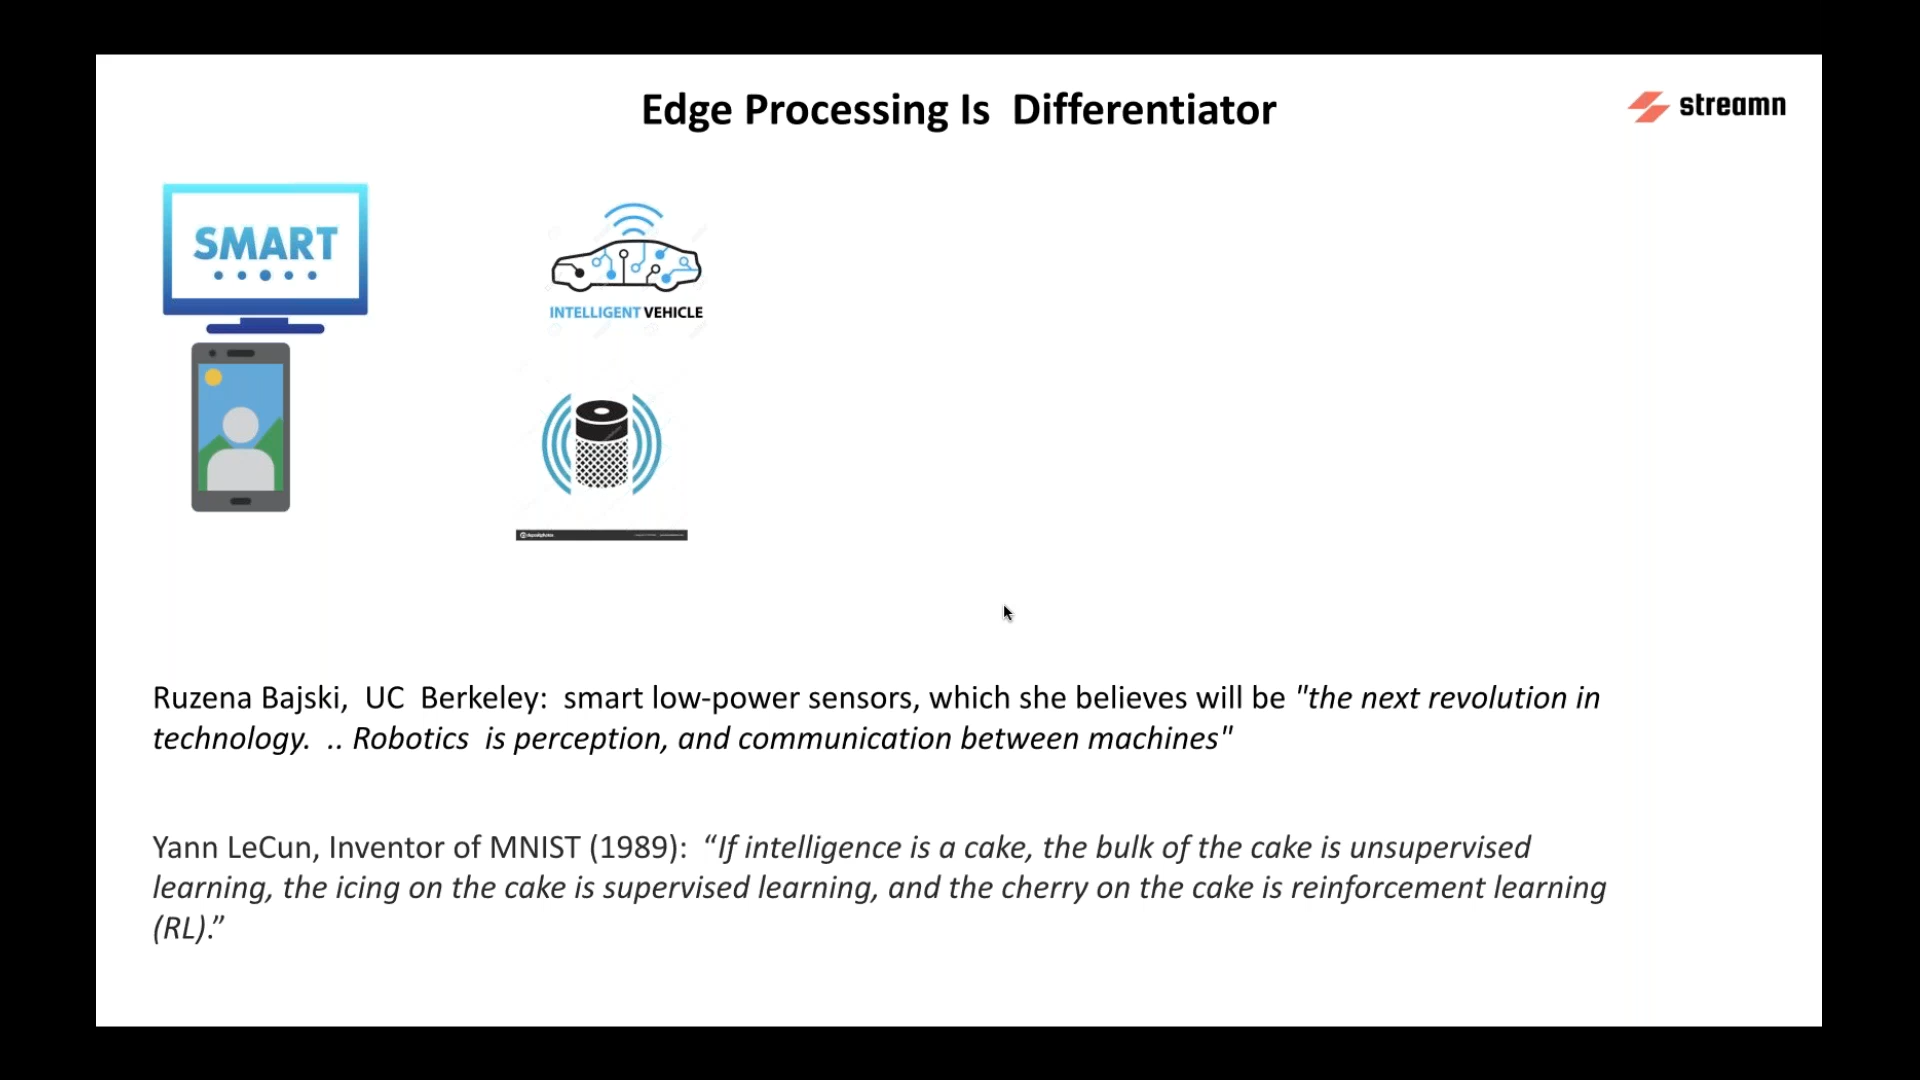 Edge Processing Is  Differentiator
streamn
SMART
INTELLIGENT VEHICLE
Ruzena Bajski,  UC  Berkeley:  smart low-power sensors, which she believes will be "the next revolution in
technology.  .. Robotics  is perception, and communication between machines"
Yann LeCun, Inventor of MNIST (1989):  “If intelligence is a cake, the bulk of the cake is unsupervised
learning, the icing on the cake is supervised learning, and the cherry on the cake is reinforcement learning
(RL).”